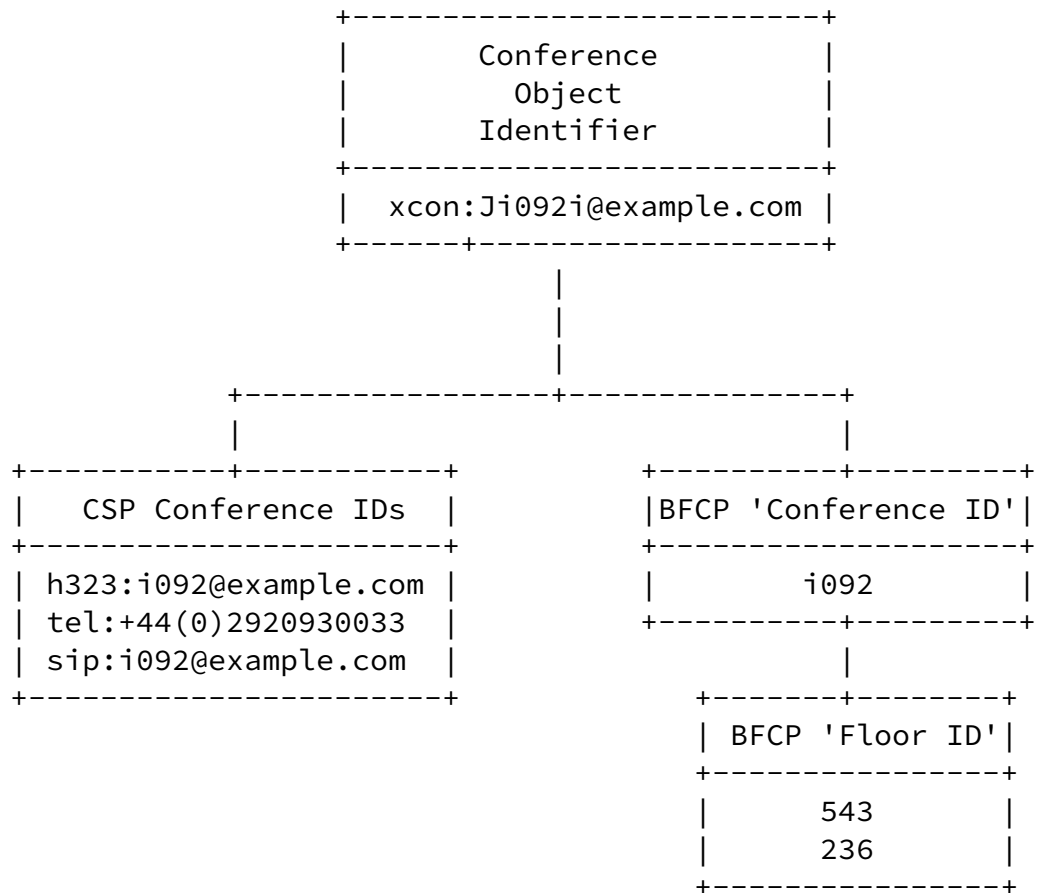 Conference
Object
Identifier
xcon:Ji092i@example.com
CSP Conference IDs
h323:i092@example.com
tel:+44(0)2920930033
sip:i092@example.com
BFCP 'Conference ID'
i092
BFCP 'Floor ID'
543
236